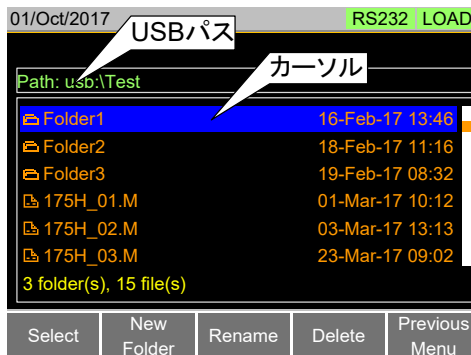 01/Oct/2017
RS232 LOAD
USBパス
カーソル
Path: usb:\Test
Folder1 16-Feb-17 13:46
Folder2 18-Feb-17 11:16
Folder3 19-Feb-17 08:32
175H_01.M 01-Mar-17 10:12
175H_02.M 03-Mar-17 13:13
175H_03.M 23-Mar-17 09:02
3 folder(s), 15 file(s)
Select
New
Folder
Rename
Delete
Previous
Menu